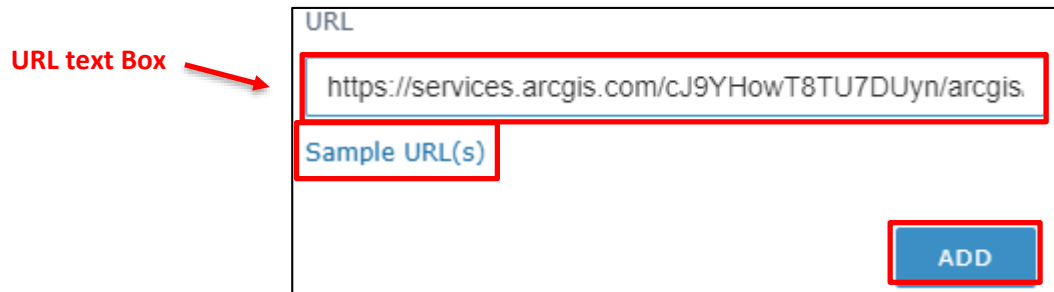 URL
URL text Box
https://services.arcgis.com/cJ9YHowT8TU7DUyn/arcgis.
Sample URL(s)
ADD